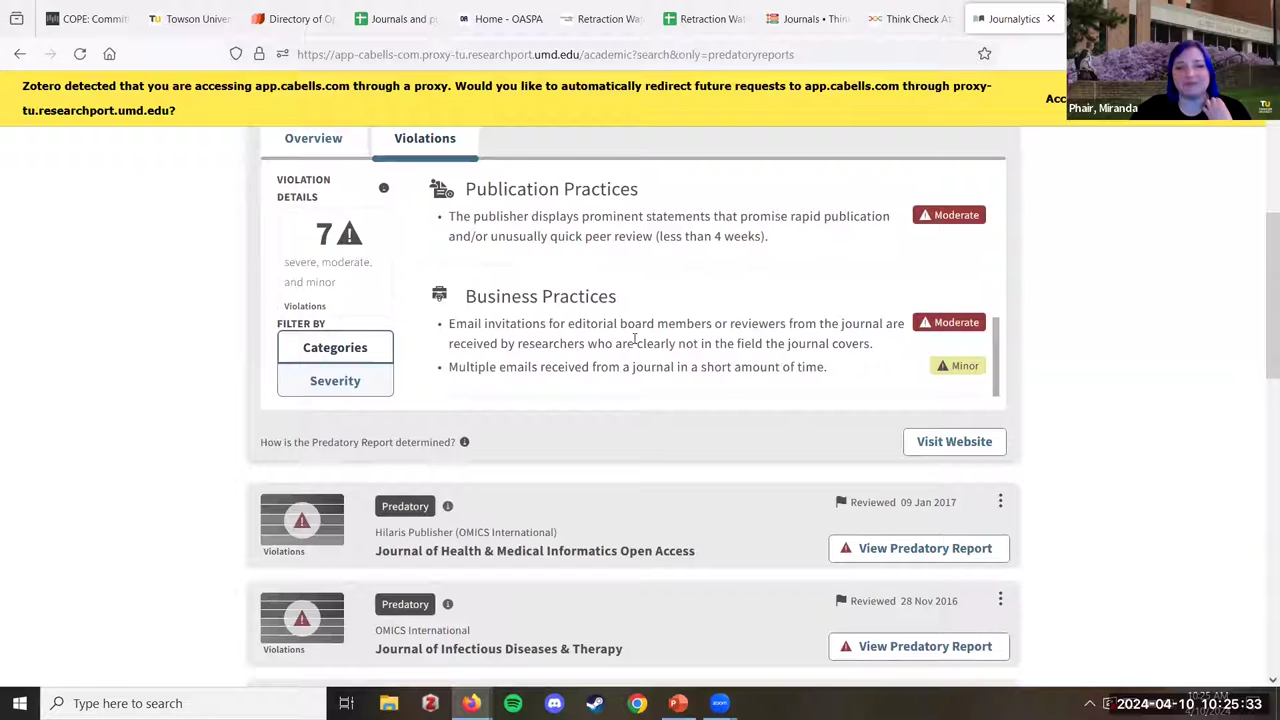 COPE: Commit
Towson Univer
Directory of Op
Journals and p
Home - OASPA
Retraction Wa
Retraction Wa
Journals • Thin
Think Check At
Journalytics
https://app-cabells-com.proxy-tu.researchport.umd.edu/academic?search&only=predatoryreports
Zotero detected that you are accessing app.cabells.com through a proxy. Would you like to automatically redirect future requests to app.cabells.com through proxy-
tu.researchport.umd.edu?
Acc
Phair, Miranda
TU
Overview
Violations
VIOLATION
DETAILS
7
severe, moderate,
and minor
Violations
FILTER BY
Categories
Severity
Publication Practices
• The publisher displays prominent statements that promise rapid publication
and/or unusually quick peer review (less than 4 weeks).
Moderate
Business Practices
• Email invitations for editorial board members or reviewers from the journal are
received by researchers who are clearly not in the field the journal covers.
Moderate
• Multiple emails received from a journal in a short amount of time.
Minor
How is the Predatory Report determined?
Visit Website
Violations
Predatory
Reviewed 09 Jan 2017
Hilaris Publisher (OMICS International)
Journal of Health & Medical Informatics Open Access
View Predatory Report
Violations
Predatory
Reviewed 28 Nov 2016
OMICS International
Journal of Infectious Diseases & Therapy
View Predatory Report
Type here to search
zoom
10:25 AM
2024-04-10 10:25:33